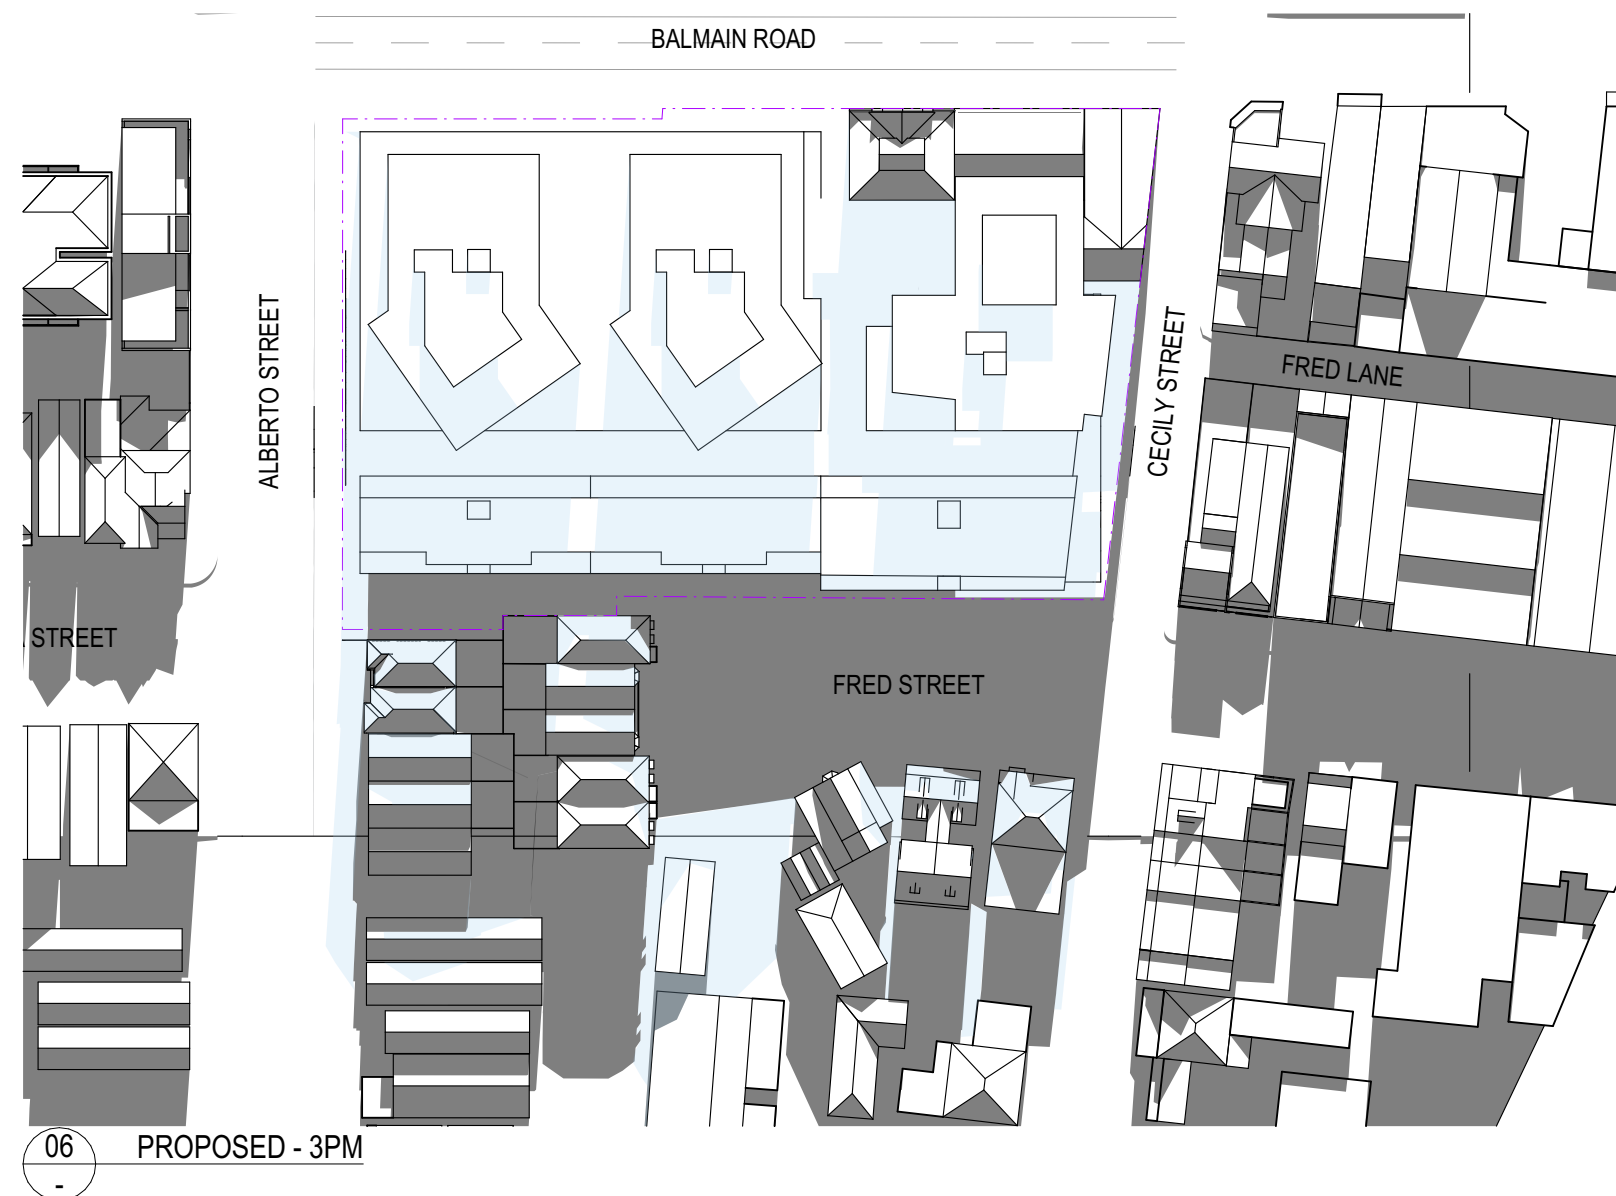 BALMAIN ROAD
ALBERTO STREET
CECILY STREET
FRED LANE
STREET
FRED STREET
06
PROPOSED - 3PM
-